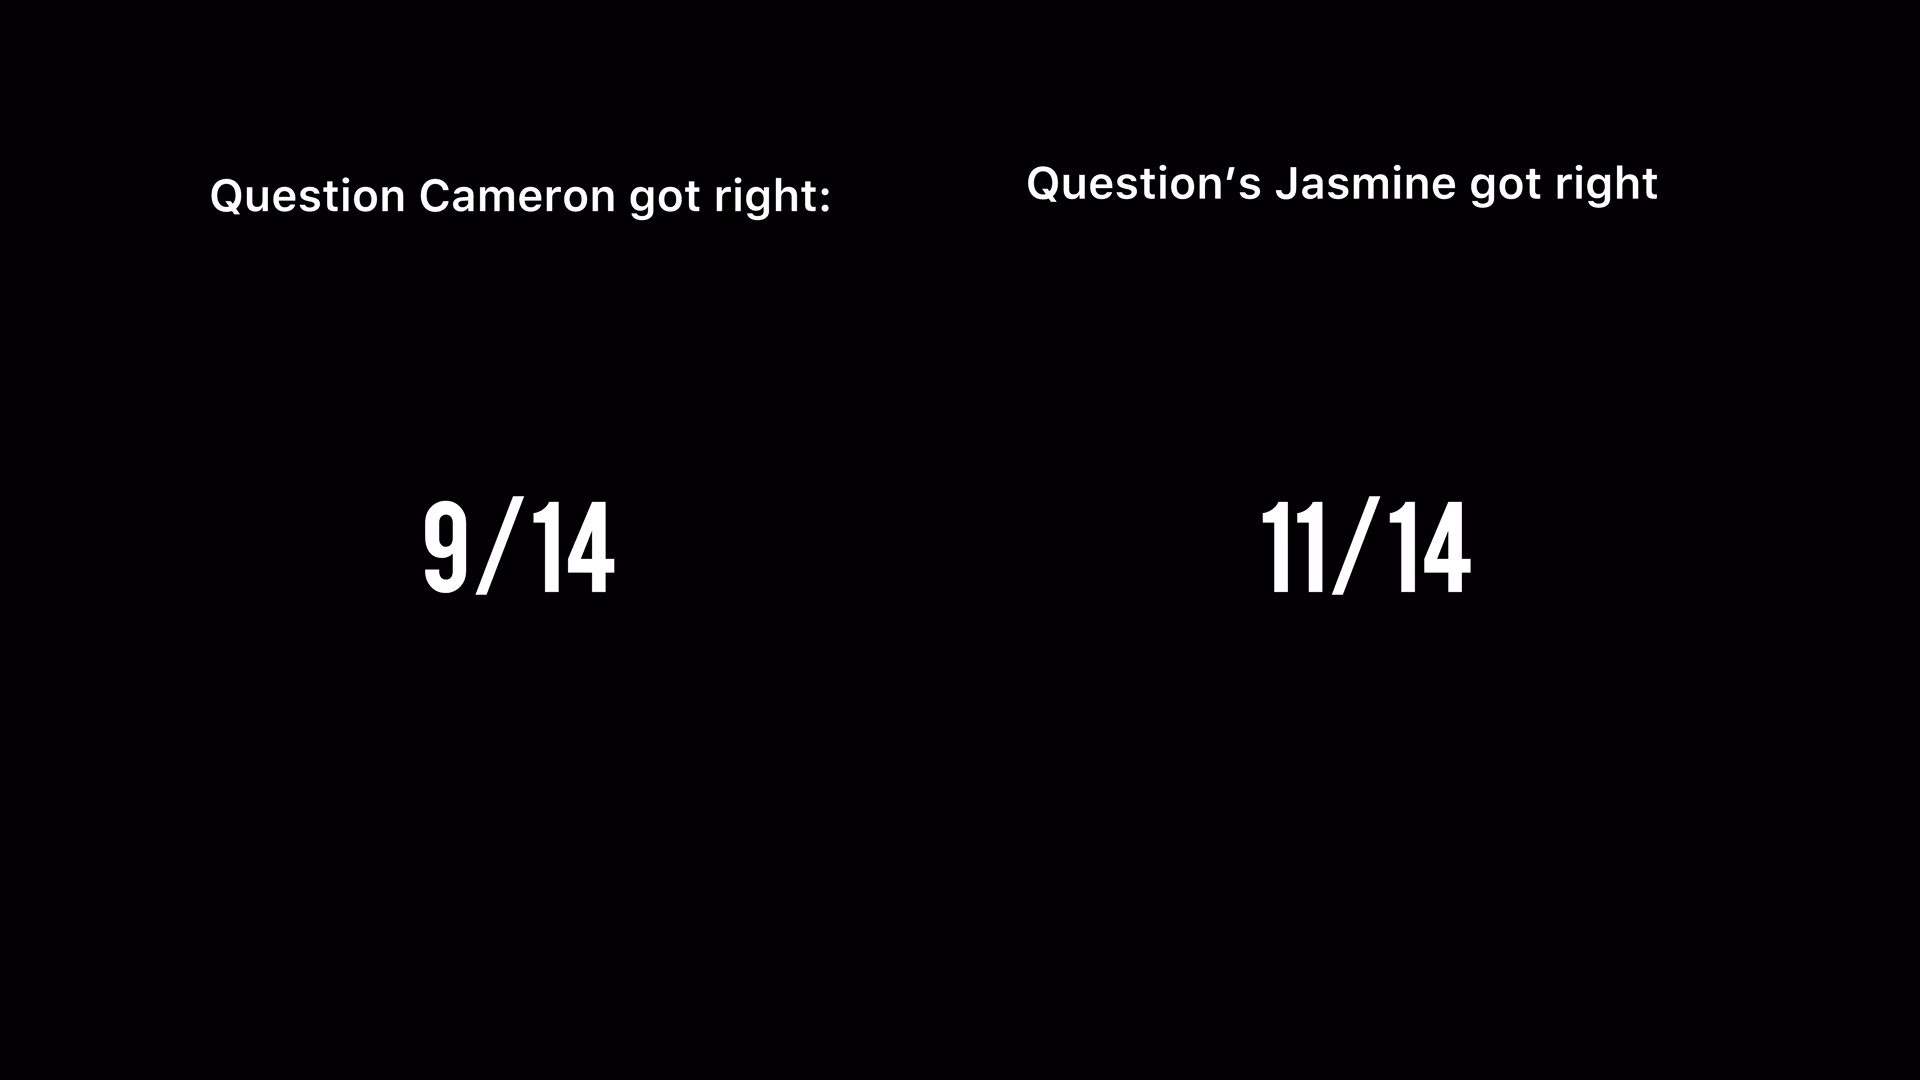 Question Cameron got right:
Question’s Jasmine got right
9/14
11/14